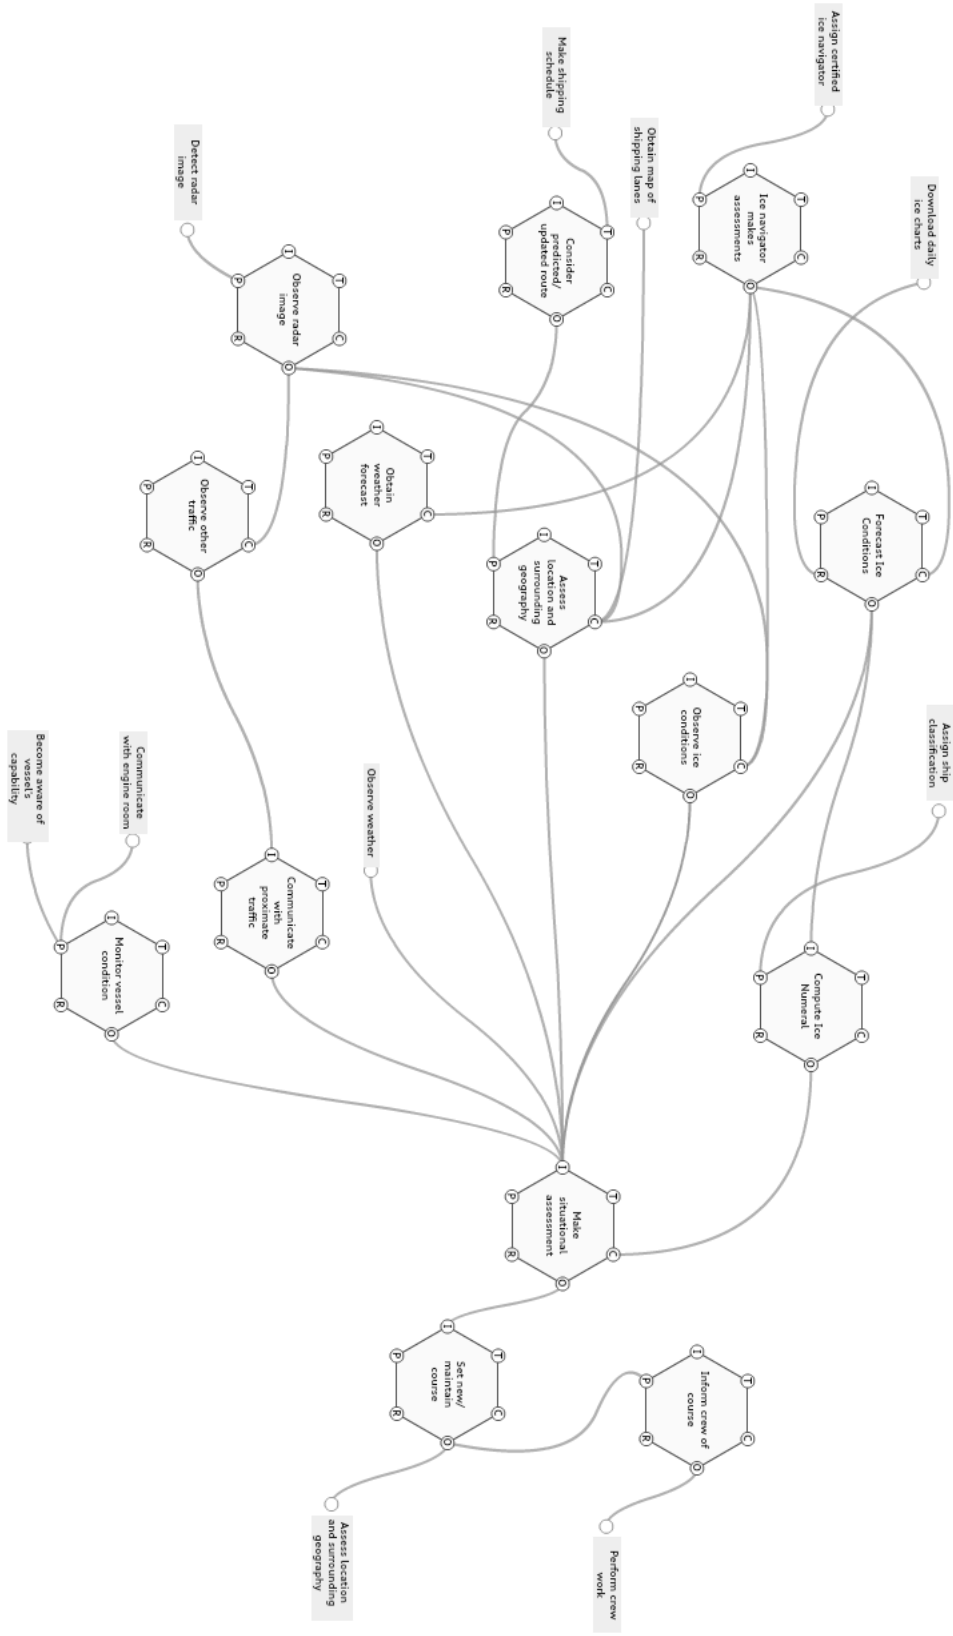 Assign ship
classification
Download daily
ice charts
T
C
I
Forecast Ice
Conditions
O
P
R
Assign certified
ice navigator
T
C
I
Compute Ice
Numeral
O
P
R
T
C
I
Ice navigator
makes
assessments
O
P
R
T
C
I
Observe ice
conditions
O
P
R
T
C
I
Inform crew of
course
O
P
R
Obtain map of
shipping lanes
Perform crew
work
Make shipping
schedule
T
C
I
Consider
predicted/
updated route
O
P
R
T
C
I
Assess
location and
surrounding
geography
O
P
R
T
C
I
Make
situational
assessment
O
P
R
T
C
I
Set new/
maintain
course
O
P
R
T
C
I
Obtain
weather
forecast
O
P
R
Observe weather
Assess location
and surrounding
geography
T
C
I
Observe radar
image
O
P
R
T
C
I
Communicate
with
proximate
traffic
O
P
R
Detect radar
image
T
C
I
Observe other
traffic
O
P
R
Communicate
with engine room
T
C
I
Monitor vessel
condition
O
P
R
Become aware of
vessel's
capability